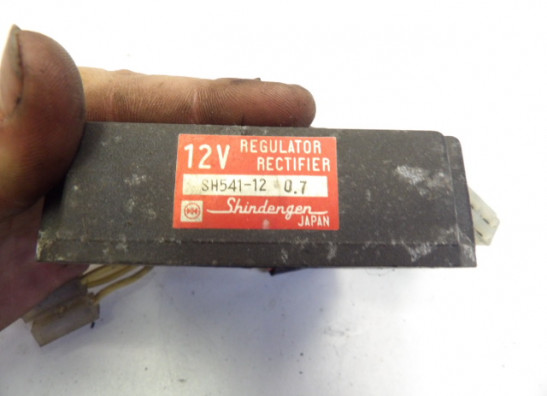 12V REGULATOR
RECTIFIER
SH541-12 0.7
Shindengen
JAPAN